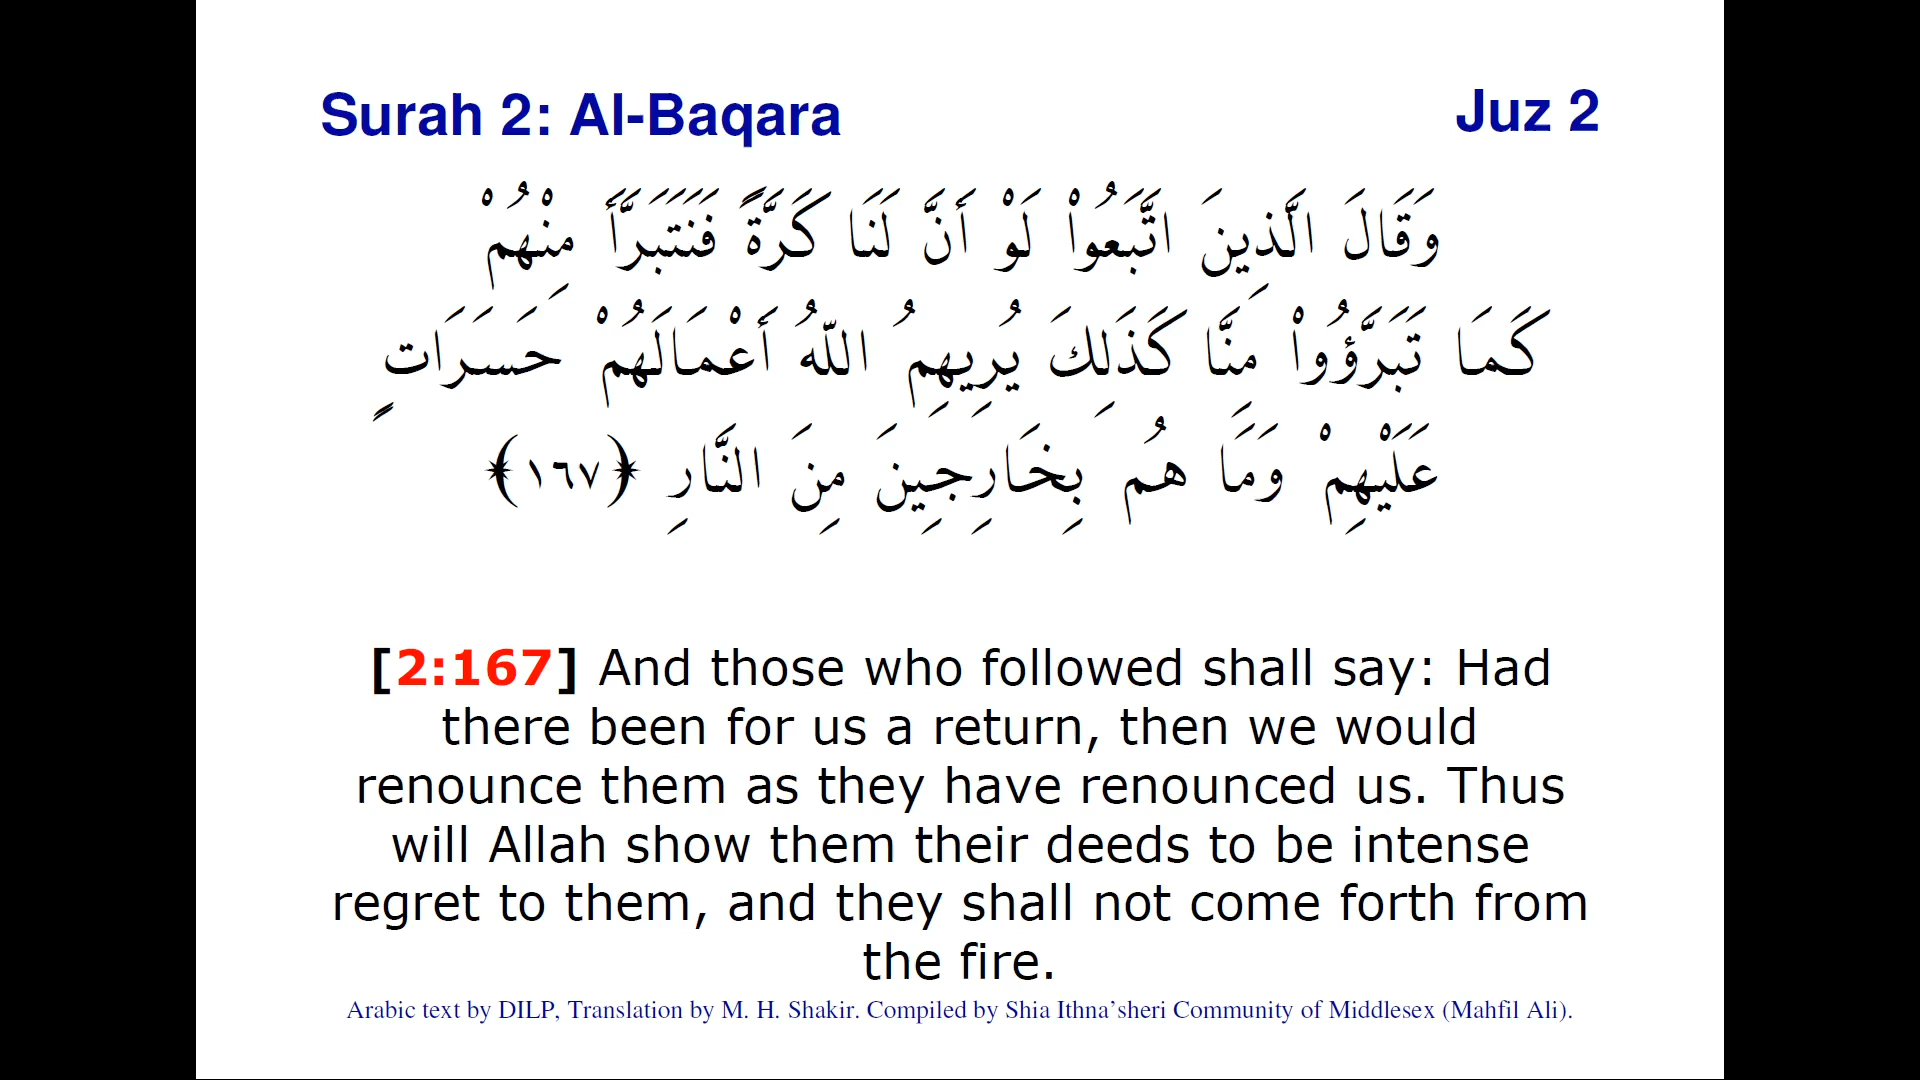 Surah 2: Al-Baqara Juz 2
وَقَالَ الَّذِينَ اتَّبَعُواْ لَوْ أَنَّ لَنَا كَرَّةً فَنَتَبَرَّأَ مِنْهُمْ
كَمَا تَبَرَّؤُواْ مِنَّا كَذَلِكَ يُرِيهِمُ اللّهُ أَعْمَالَهُمْ حَسَرَاتٍ
عَلَيْهِمْ وَمَا هُم بِخَارِجِينَ مِنَ النَّارِ ﴿١٦٧﴾
[2:167] And those who followed shall say: Had
there been for us a return, then we would
renounce them as they have renounced us. Thus
will Allah show them their deeds to be intense
regret to them, and they shall not come forth from
the fire.
Arabic text by DILP, Translation by M. H. Shakir. Compiled by Shia Ithna’sheri Community of Middlesex (Mahfil Ali).